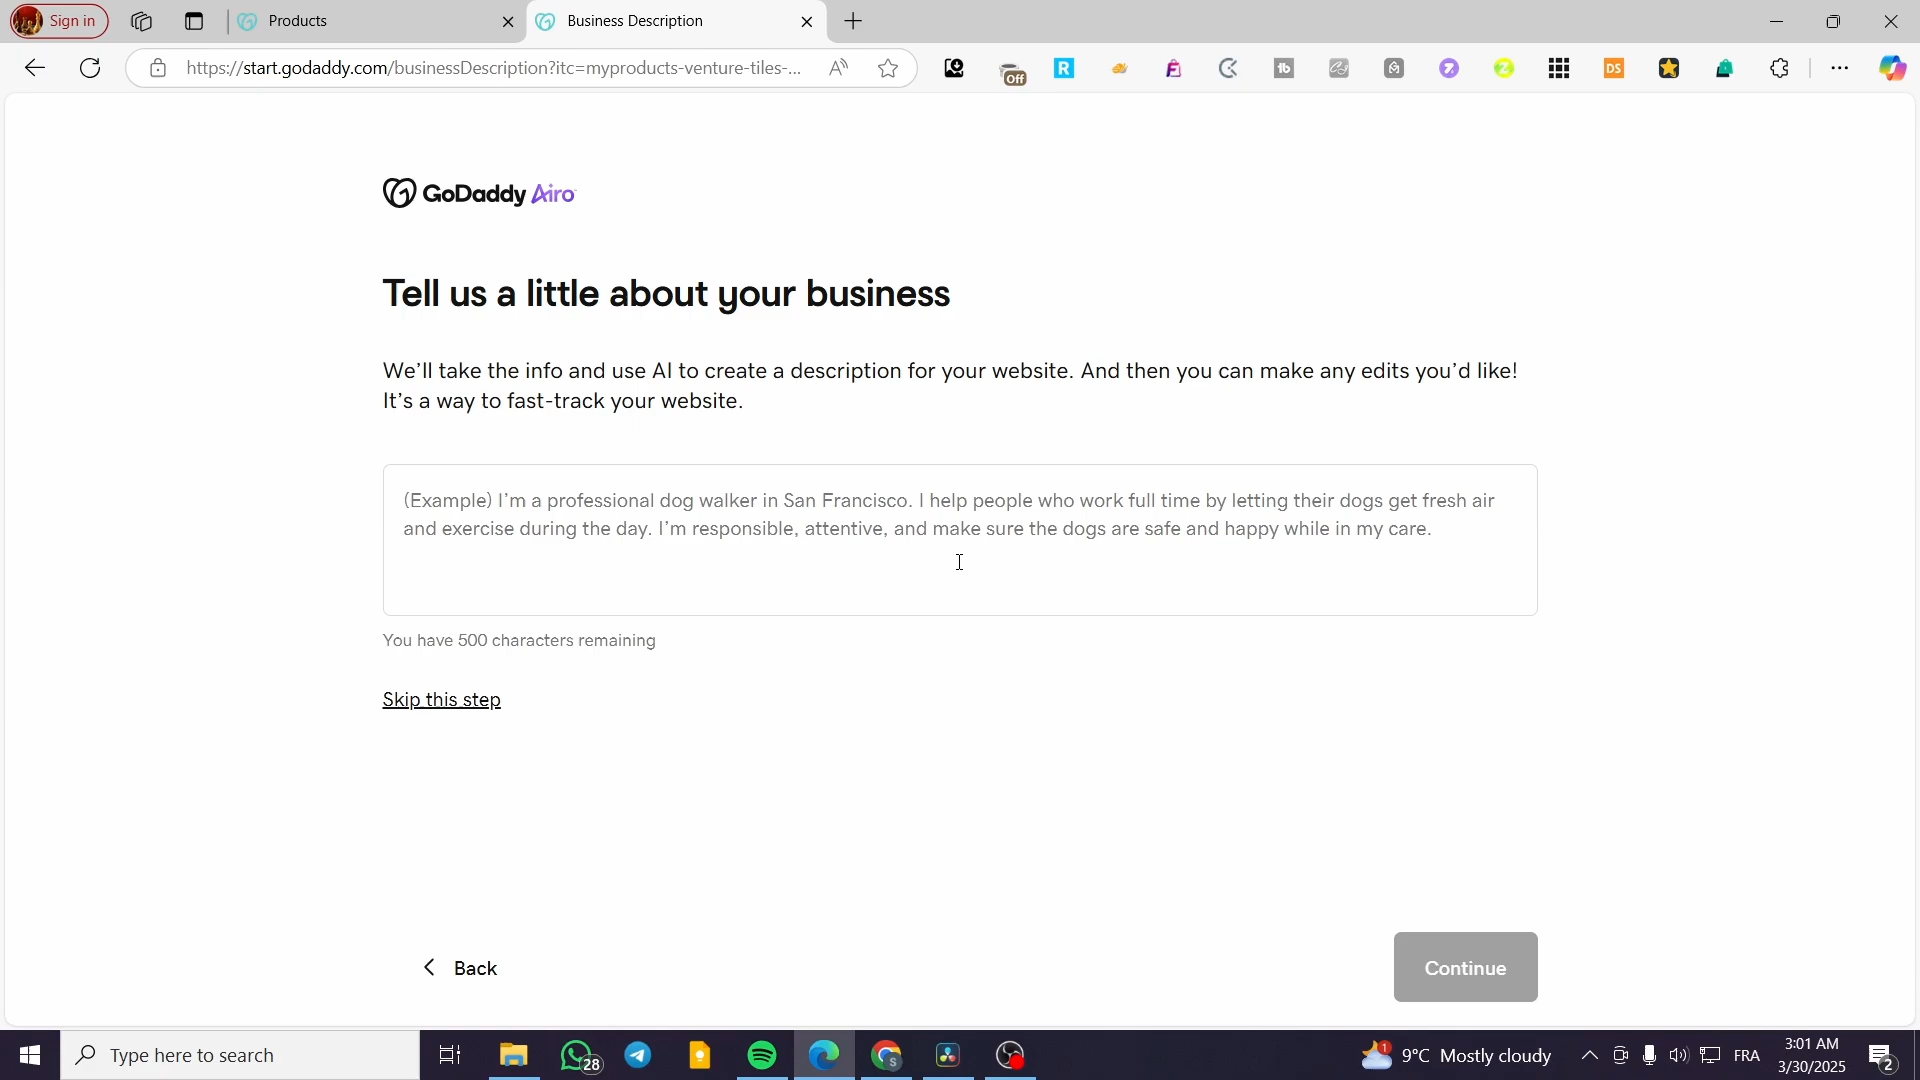 Sign in
Products
Business Description
https://start.godaddy.com/businessDescription?itc=myproducts-venture-tiles-...
Off
R
tb
DS
GoDaddy Airo
Tell us a little about your business
We'll take the info and use AI to create a description for your website. And then you can make any edits you'd like!
It's a way to fast-track your website.
(Example) I'm a professional dog walker in San Francisco. I help people who work full time by letting their dogs get fresh air
and exercise during the day. I'm responsible, attentive, and make sure the dogs are safe and happy while in my care.
You have 500 characters remaining
Skip this step
Back
Continue
Type here to search
28
1
9°C Mostly cloudy
FRA
3:01 AM
3/30/2025
2